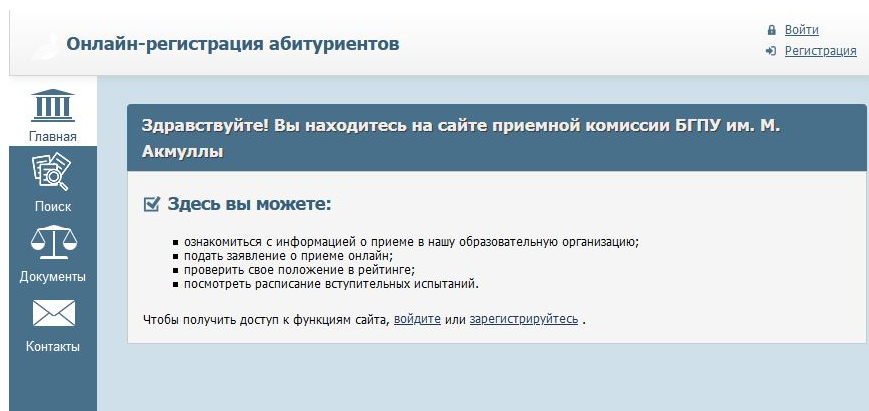 Онлайн-регистрация абитуриентов
Войти
Регистрация
Главная
Поиск
Документы
Контакты
Здравствуйте! Вы находитесь на сайте приемной комиссии БГПУ им. М.
Акмуллы
Здесь вы можете:
ознакомиться с информацией о приеме в нашу образовательную организацию;
подать заявление о приеме онлайн;
проверить свое положение в рейтинге;
посмотреть расписание вступительных испытаний.
Чтобы получить доступ к функциям сайта, войдите или зарегистрируйтесь .